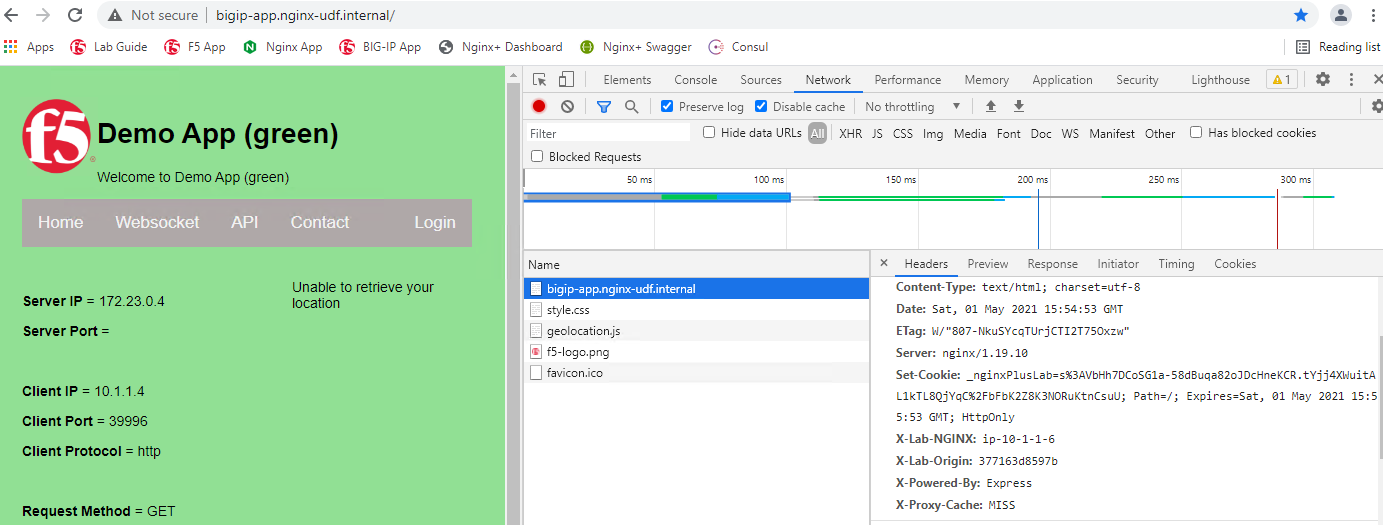 Not secure | bigip-app.nginx-udf.internal/
Apps Lab Guide F5 App Nginx App BIG-IP App Nginx+ Dashboard Nginx+ Swagger Consul Reading list
f5 ®
Demo App (green)
Welcome to Demo App (green)
Home Websocket API Contact Login
Unable to retrieve your
location
Server IP = 172.23.0.4
Server Port =
Client IP = 10.1.1.4
Client Port = 39996
Client Protocol = http
Request Method = GET
Elements Console Sources Network Performance Memory Application Security Lighthouse 1
Preserve log Disable cache No throttling
Filter Hide data URLs All XHR JS CSS Img Media Font Doc WS Manifest Other Has blocked cookies
Blocked Requests
50 ms 100 ms 150 ms 200 ms 250 ms 300 ms
Name
bigip-app.nginx-udf.internal
style.css
geolocation.js
f5-logo.png
favicon.ico
× Headers Preview Response Initiator Timing Cookies
Content-Type: text/html; charset=utf-8
Date: Sat, 01 May 2021 15:54:53 GMT
ETag: W/"807-NkuSYcqTUrjCTI2T75Oxzw"
Server: nginx/1.19.10
Set-Cookie: _nginxPlusLab=s%3AVbHh7DCoSG1a-58dBuqa82oJDcHneKCR.tYjj4XWuitA
L1kTL8QjYqC%2FbFbK2Z8K3NORuKtnCsuU; Path=/; Expires=Sat, 01 May 2021 15:5
5:53 GMT; HttpOnly
X-Lab-NGINX: ip-10-1-1-6
X-Lab-Origin: 377163d8597b
X-Powered-By: Express
X-Proxy-Cache: MISS